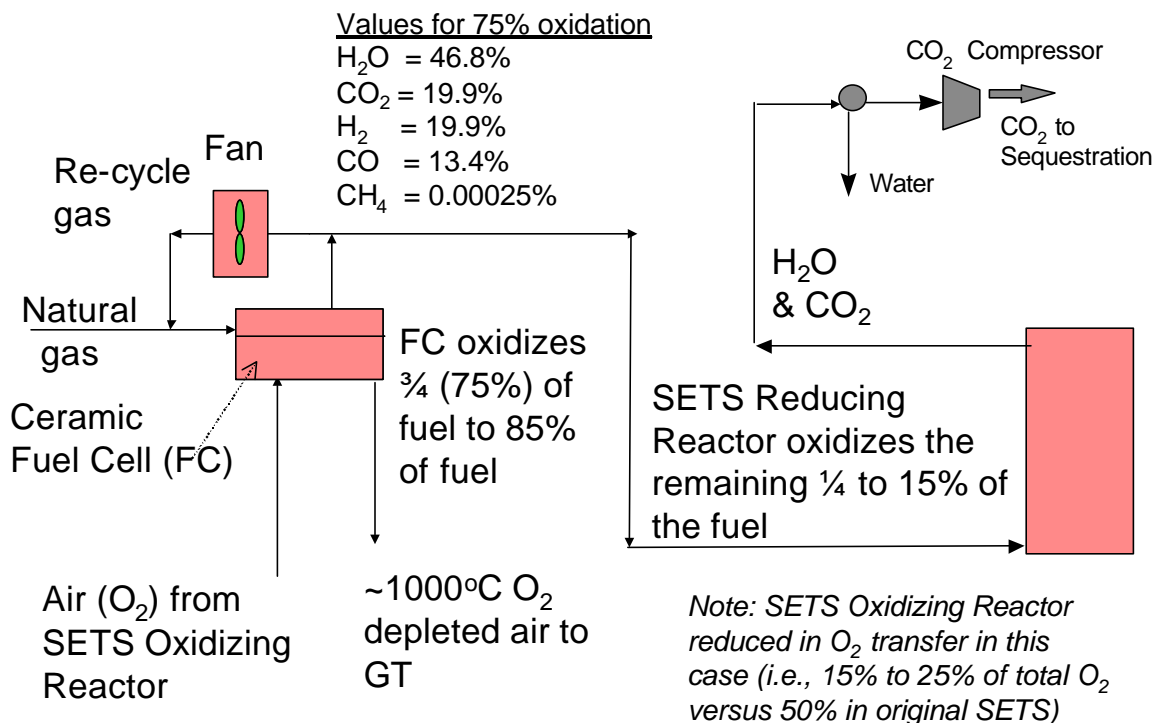 Values for 75% oxidation
H₂O = 46.8%
CO₂ = 19.9%
H₂ = 19.9%
CO = 13.4%
CH₄ = 0.00025%
CO₂ Compressor
CO₂ to
Sequestration
Water
Fan
Re-cycle
gas
H₂O
& CO₂
Natural
gas
FC oxidizes
¾ (75%) of
fuel to 85%
of fuel
Ceramic
Fuel Cell (FC)
SETS Reducing
Reactor oxidizes the
remaining ¼ to 15% of
the fuel
Air (O₂) from
SETS Oxidizing
Reactor
~1000ºC O₂
depleted air to
GT
Note: SETS Oxidizing Reactor
reduced in O₂ transfer in this
case (i.e., 15% to 25% of total O₂
versus 50% in original SETS)